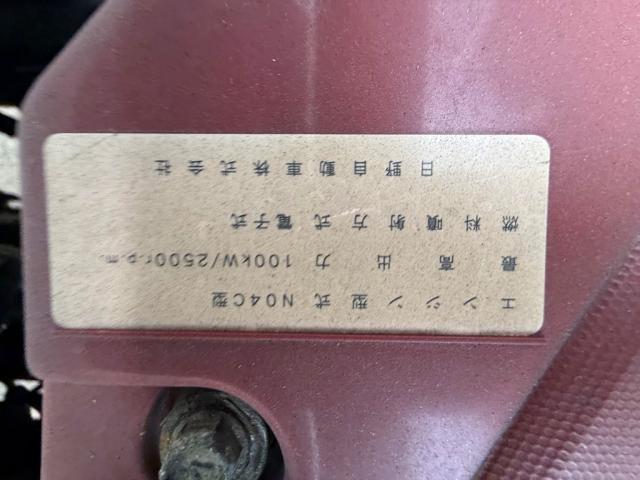 エンジン型式 N04C型
最高出力 100kW/2500r.p.m
燃料噴射方式 電子式
日野自動車株式会社